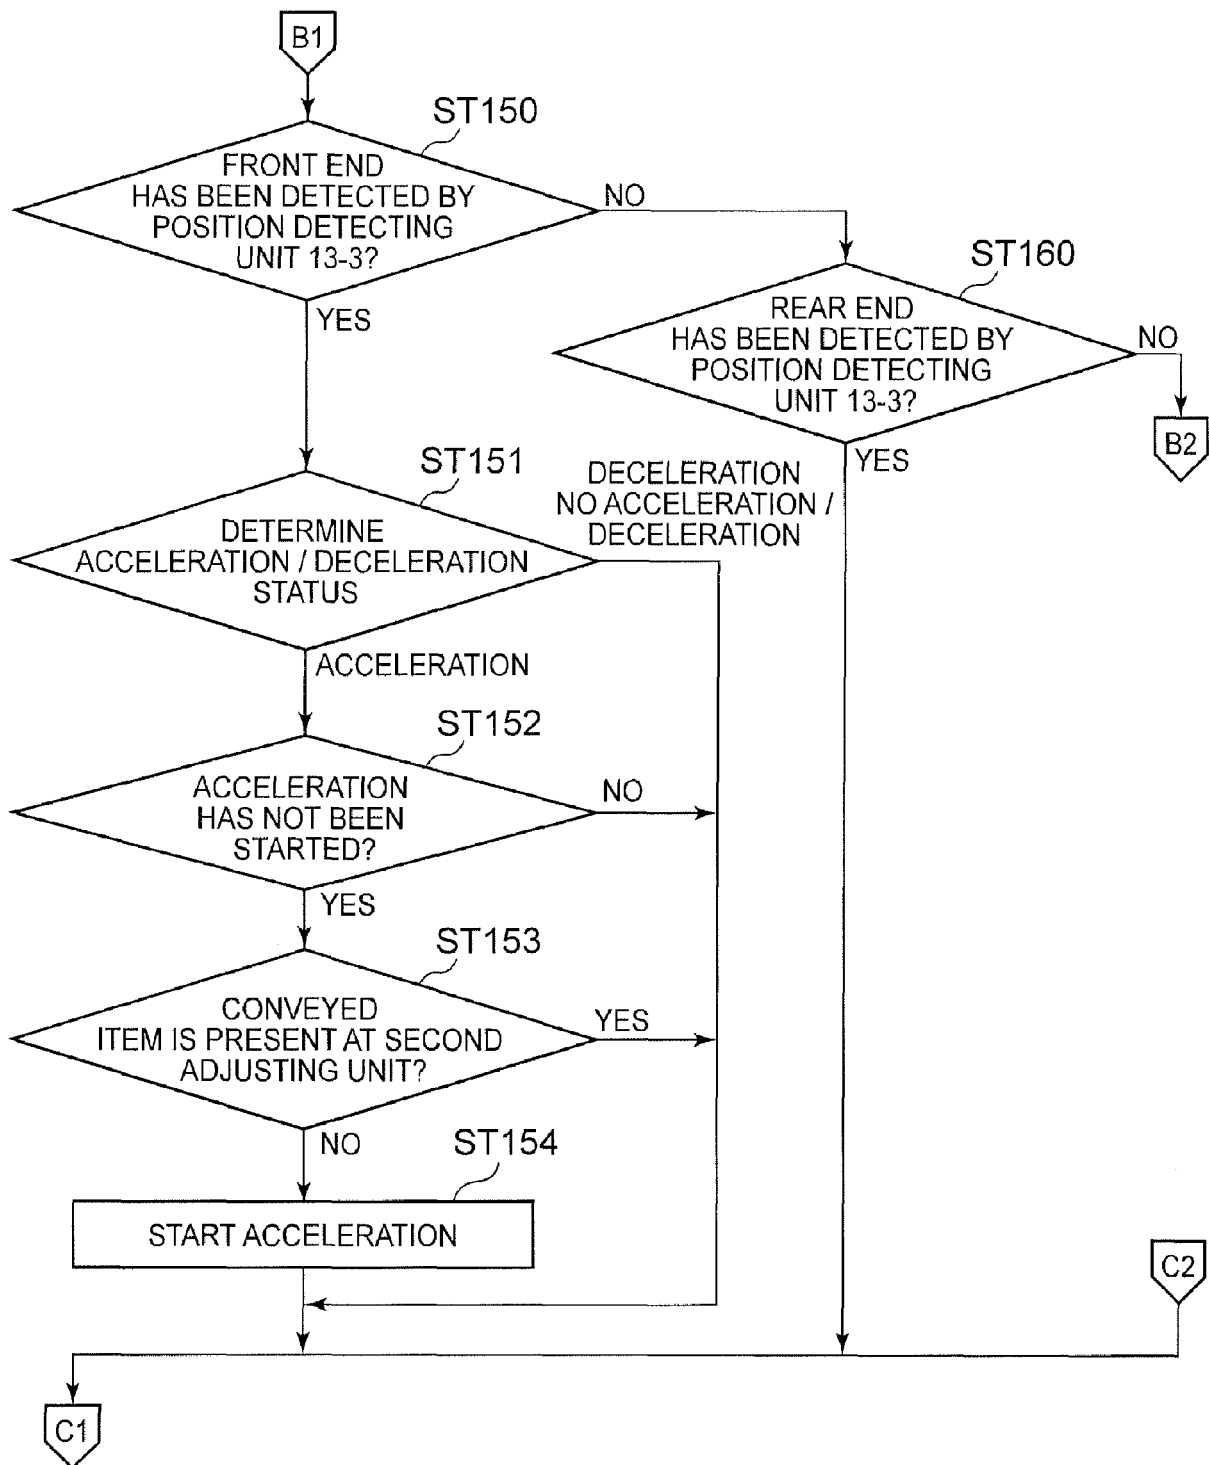 B1
ST150
FRONT END
HAS BEEN DETECTED BY
POSITION DETECTING
UNIT 13-3?
NO
YES
ST160
REAR END
HAS BEEN DETECTED BY
POSITION DETECTING
UNIT 13-3?
NO
B2
YES
ST151
DETERMINE
ACCELERATION / DECELERATION
STATUS
DECELERATION
NO ACCELERATION /
DECELERATION
ACCELERATION
ST152
ACCELERATION
HAS NOT BEEN
STARTED?
NO
YES
ST153
CONVEYED
ITEM IS PRESENT AT SECOND
ADJUSTING UNIT?
YES
NO
ST154
START ACCELERATION
C2
C1